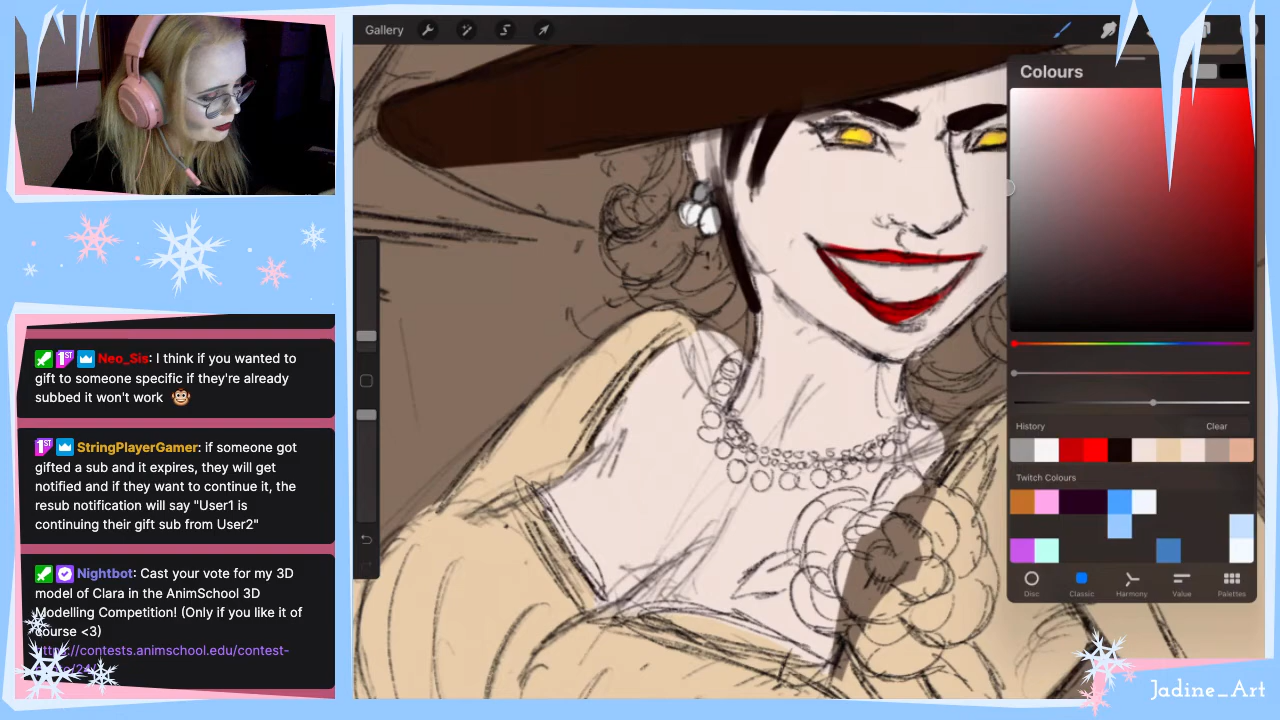 Gallery
Colours
Neo_Sis: I think if you wanted to
gift to someone specific if they're already
subbed it won't work
StringPlayerGamer: if someone got
gifted a sub and it expires, they will get
notified and if they want to continue it, the
resub notification will say "User1 is
continuing their gift sub from User2"
Nightbot: Cast your vote for my 3D
model of Clara in the AnimSchool 3D
Modelling Competition! (Only if you like it of
course <3)
https://contests.animschool.edu/contest-
History
Clear
Twitch Colours
Disc
Classic
Harmony
Value
Palettes
Jadine_Art